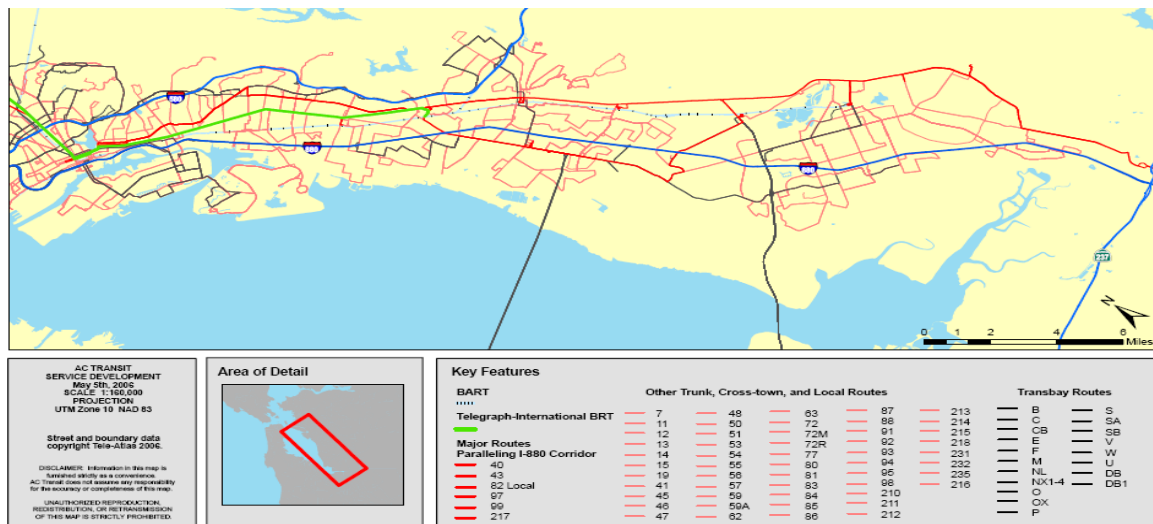 880
880
880
237
N
0 1 2 4 6
Miles
AC TRANSIT
SERVICE DEVELOPMENT
May 5th, 2006
SCALE 1:160,000
PROJECTION
UTM Zone 10 NAD 83
Street and boundary data
copyright Tele-Atlas 2006.
DISCLAIMER: Information in this map is
furnished strictly as a convenience.
AC Transit does not assume any responsibility
for the accuracy or completeness of this map.
UNAUTHORIZED REPRODUCTION,
REDISTRIBUTION, OR RETRANSMISSION
OF THIS MAP IS STRICTLY PROHIBITED.
Area of Detail
Key Features
BART
Telegraph-International BRT
Major Routes
Paralleling I-880 Corridor
40
43
82 Local
97
99
217
Other Trunk, Cross-town, and Local Routes
7
11
12
13
14
15
19
41
45
46
47
48
50
51
53
54
55
56
57
59
59A
62
63
72
72M
72R
77
80
81
83
84
85
86
87
88
91
92
93
94
95
98
210
211
212
213
214
215
218
231
232
235
216
Transbay Routes
B
C
CB
E
F
M
NL
NX1-4
O
OX
P
S
SA
SB
V
W
U
DB
DB1